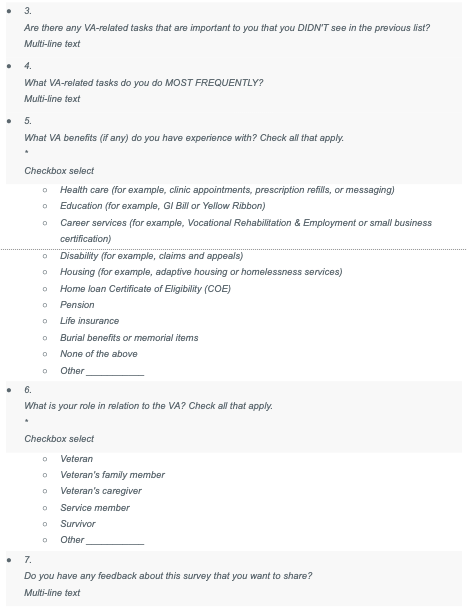 3.
Are there any VA-related tasks that are important to you that you DIDN'T see in the previous list?
Multi-line text
4.
What VA-related tasks do you do MOST FREQUENTLY?
Multi-line text
5.
What VA benefits (if any) do you have experience with? Check all that apply.
*
Checkbox select
Health care (for example, clinic appointments, prescription refills, or messaging)
Education (for example, GI Bill or Yellow Ribbon)
Career services (for example, Vocational Rehabilitation & Employment or small business
certification)
Disability (for example, claims and appeals)
Housing (for example, adaptive housing or homelessness services)
Home loan Certificate of Eligibility (COE)
Pension
Life insurance
Burial benefits or memorial items
None of the above
Other ___________
6.
What is your role in relation to the VA? Check all that apply.
*
Checkbox select
Veteran
Veteran's family member
Veteran's caregiver
Service member
Survivor
Other ___________
7.
Do you have any feedback about this survey that you want to share?
Multi-line text